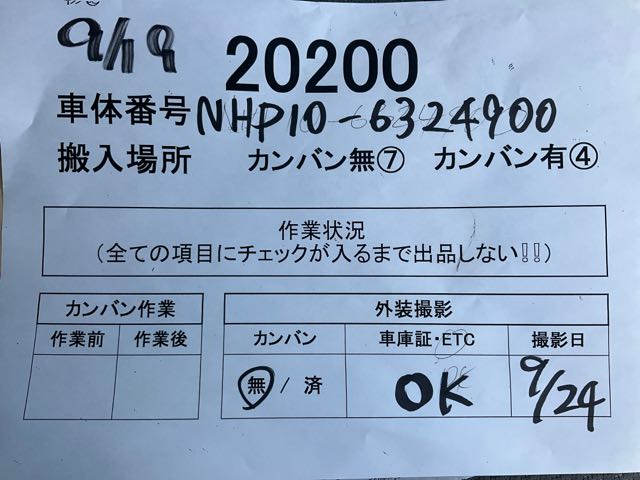 9/19
20200
車体番号 NHP10-6324900
搬入場所 カンバン無⑦ カンバン有④
作業状況
(全ての項目にチェックが入るまで出品しない!!)
カンバン作業
作業前 作業後
外装撮影
カンバン 車庫証・ETC 撮影日
無 / 済 OK 9/24